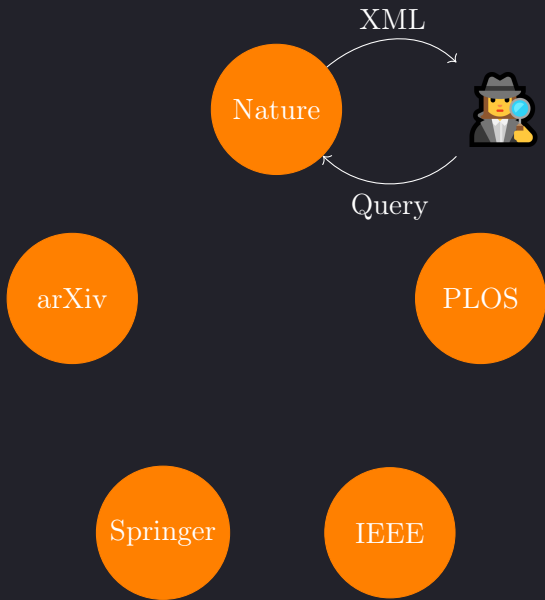 XML
Nature
Query
arXiv
PLOS
Springer
IEEE